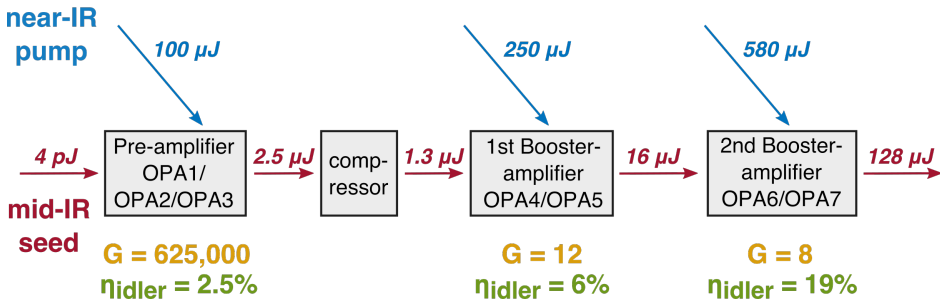 near-IR
pump
100 µJ
250 µJ
580 µJ
4 pJ
Pre-amplifier
OPA1/
OPA2/OPA3
2.5 µJ
comp-
ressor
1.3 µJ
1st Booster-
amplifier
OPA4/OPA5
16 µJ
2nd Booster-
amplifier
OPA6/OPA7
128 µJ
mid-IR
seed
G = 625,000
ηidler = 2.5%
G = 12
ηidler = 6%
G = 8
ηidler = 19%